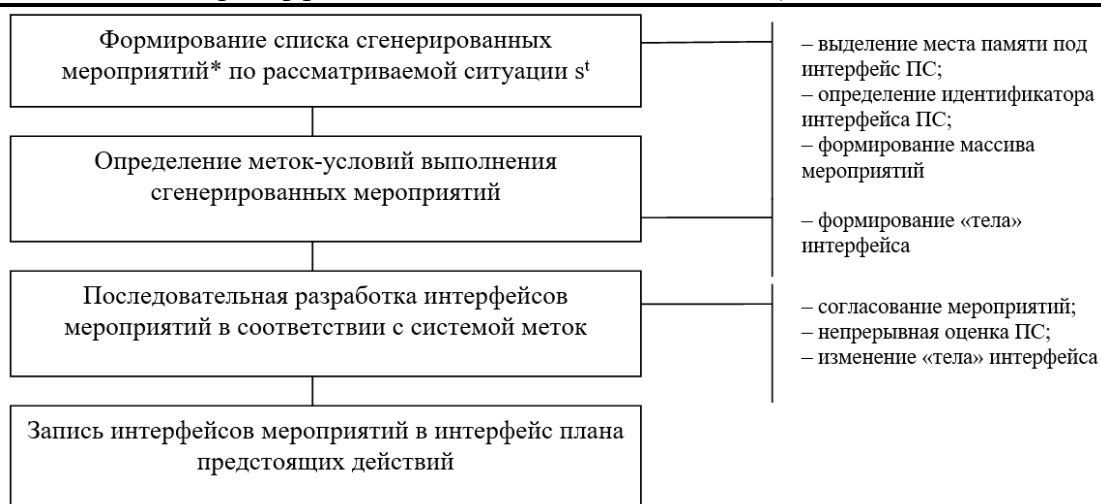 Формирование списка сгенерированных
мероприятий* по рассматриваемой ситуации sᵗ
– выделение места памяти под
интерфейс ПС;
– определение идентификатора
интерфейса ПС;
– формирование массива
мероприятий
Определение меток-условий выполнения
сгенерированных мероприятий
– формирование «тела»
интерфейса
Последовательная разработка интерфейсов
мероприятий в соответствии с системой меток
– согласование мероприятий;
– непрерывная оценка ПС;
– изменение «тела» интерфейса
Запись интерфейсов мероприятий в интерфейс плана
предстоящих действий